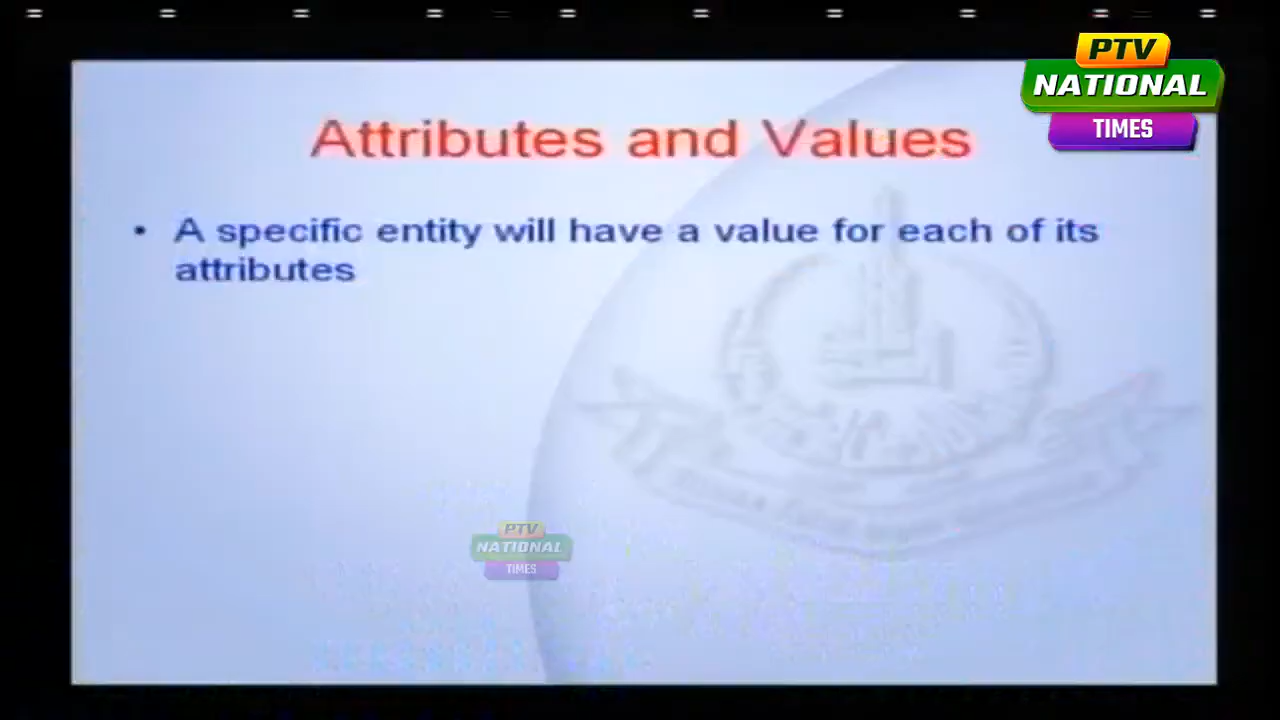 PTV
NATIONAL
TIMES
Attributes and Values
• A specific entity will have a value for each of its
attributes
PTV
NATIONAL
TIMES